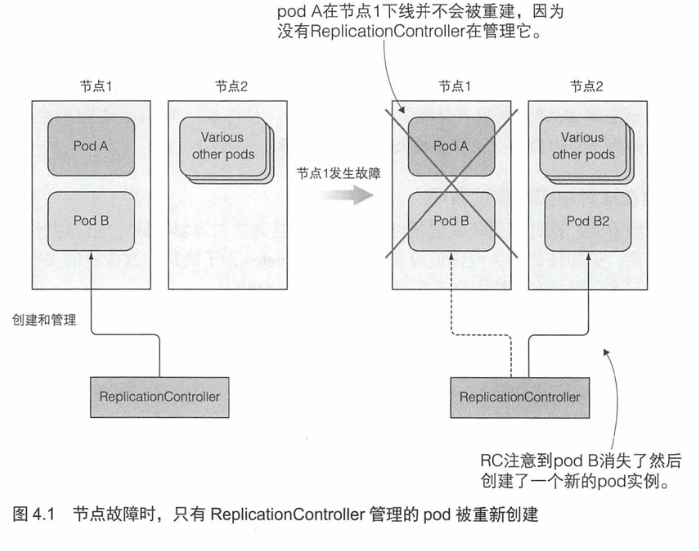 pod A在节点1下线并不会被重建，因为
没有ReplicationController在管理它。
节点1
节点2
Pod A
Various
other pods
Pod B
创建和管理
ReplicationController
节点1发生故障
节点1
节点2
Pod A
Various
other pods
Pod B
Pod B2
ReplicationController
RC注意到pod B消失了然后
创建了一个新的pod实例。
图 4.1 节点故障时，只有 ReplicationController 管理的 pod 被重新创建